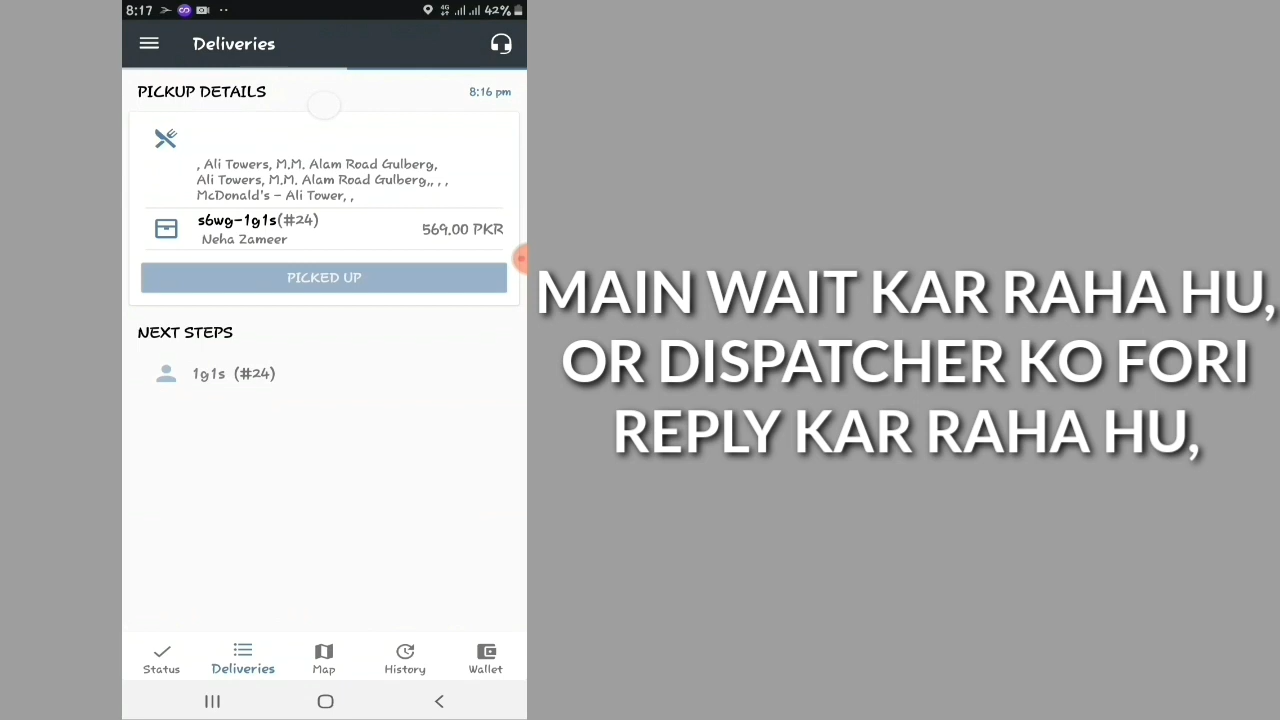 8:17
4G
42%
Deliveries
PICKUP DETAILS
8:16 pm
, Ali Towers, M.M. Alam Road Gulberg,
Ali Towers, M.M. Alam Road Gulberg,, , ,
McDonald's - Ali Tower, ,
s6wg-1g1s(#24)
569.00 PKR
Neha Zameer
PICKED UP
NEXT STEPS
1g1s (#24)
Status
Deliveries
Map
History
Wallet
MAIN WAIT KAR RAHA HU,
OR DISPATCHER KO FORI
REPLY KAR RAHA HU,